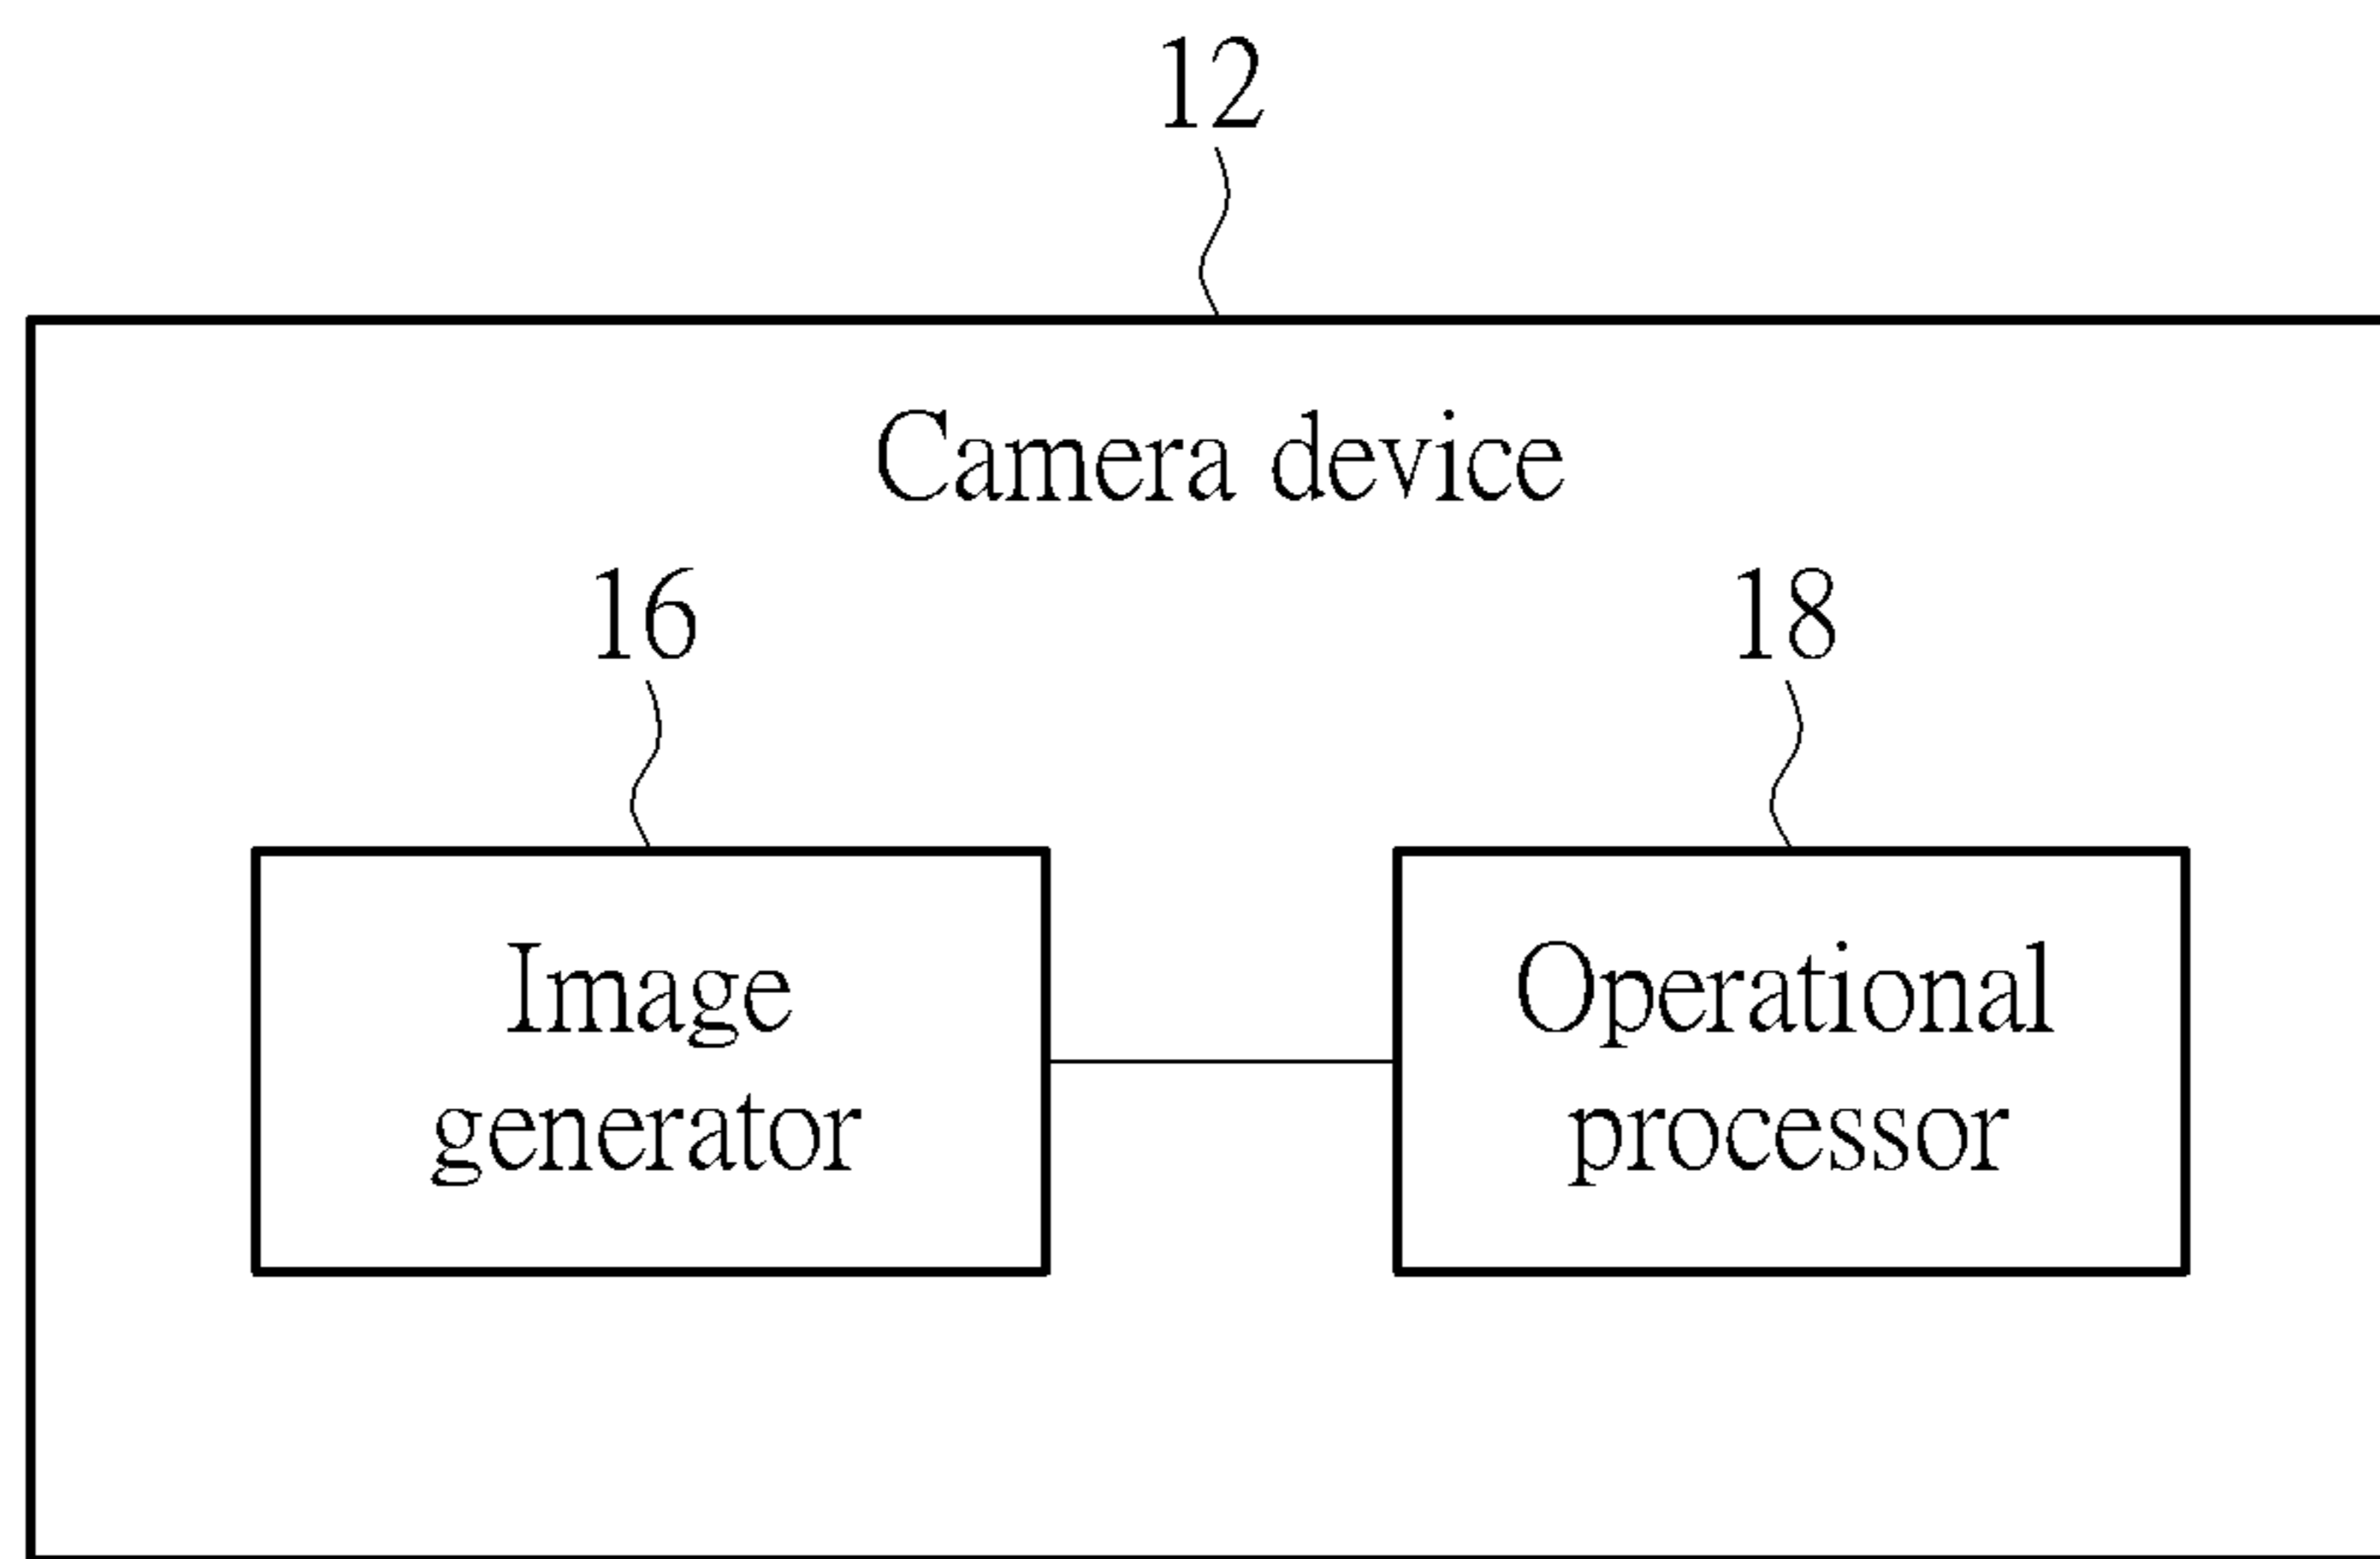 12
Camera device
16
18
Image
generator
Operational
processor